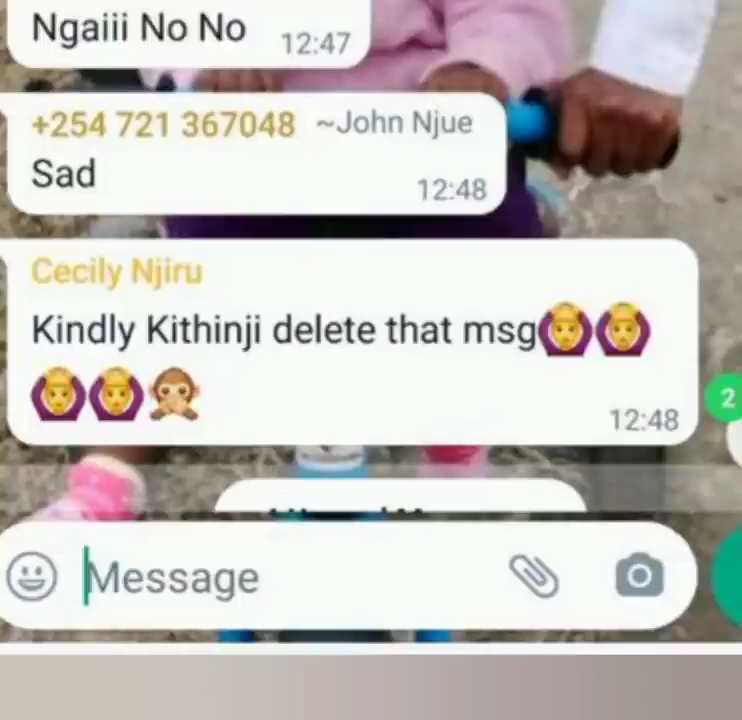 Ngaiii No No 12:47
+254 721 367048 ~John Njue
Sad 12:48
Cecily Njiru
Kindly Kithinji delete that msg🙆🙆
🙆🙆🙊
2
12:48
Message